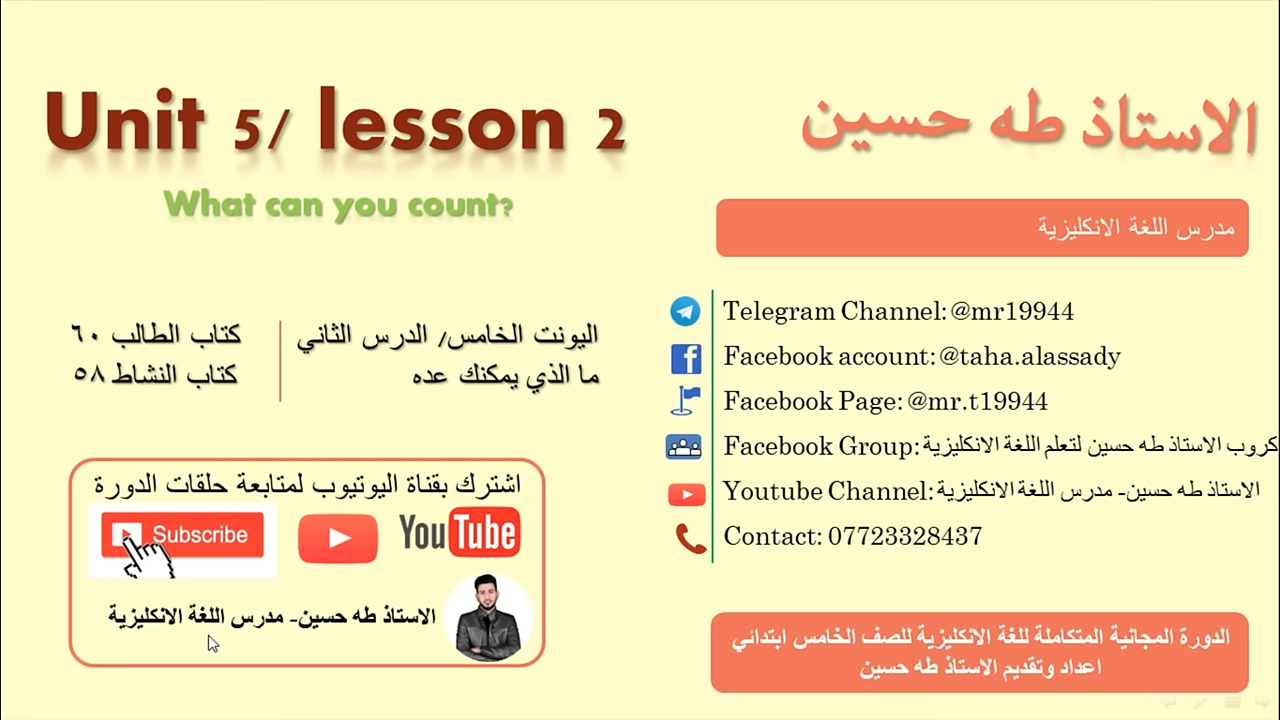 Unit 5/ lesson 2
What can you count?
الاستاذ طه حسين
مدرس اللغة الانكليزية
اليونت الخامس/ الدرس الثاني
ما الذي يمكنك عده
كتاب الطالب ٦٠
كتاب النشاط ٥٨
Telegram Channel: @mr19944
Facebook account: @taha.alassady
Facebook Page: @mr.t19944
Facebook Group: كروب الاستاذ طه حسين لتعلم اللغة الانكليزية
Youtube Channel: الاستاذ طه حسين- مدرس اللغة الانكليزية
Contact: 07723328437
اشترك بقناة اليوتيوب لمتابعة حلقات الدورة
Subscribe
YouTube
الاستاذ طه حسين- مدرس اللغة الانكليزية
الدورة المجانية المتكاملة للغة الانكليزية للصف الخامس ابتدائي
اعداد وتقديم الاستاذ طه حسين